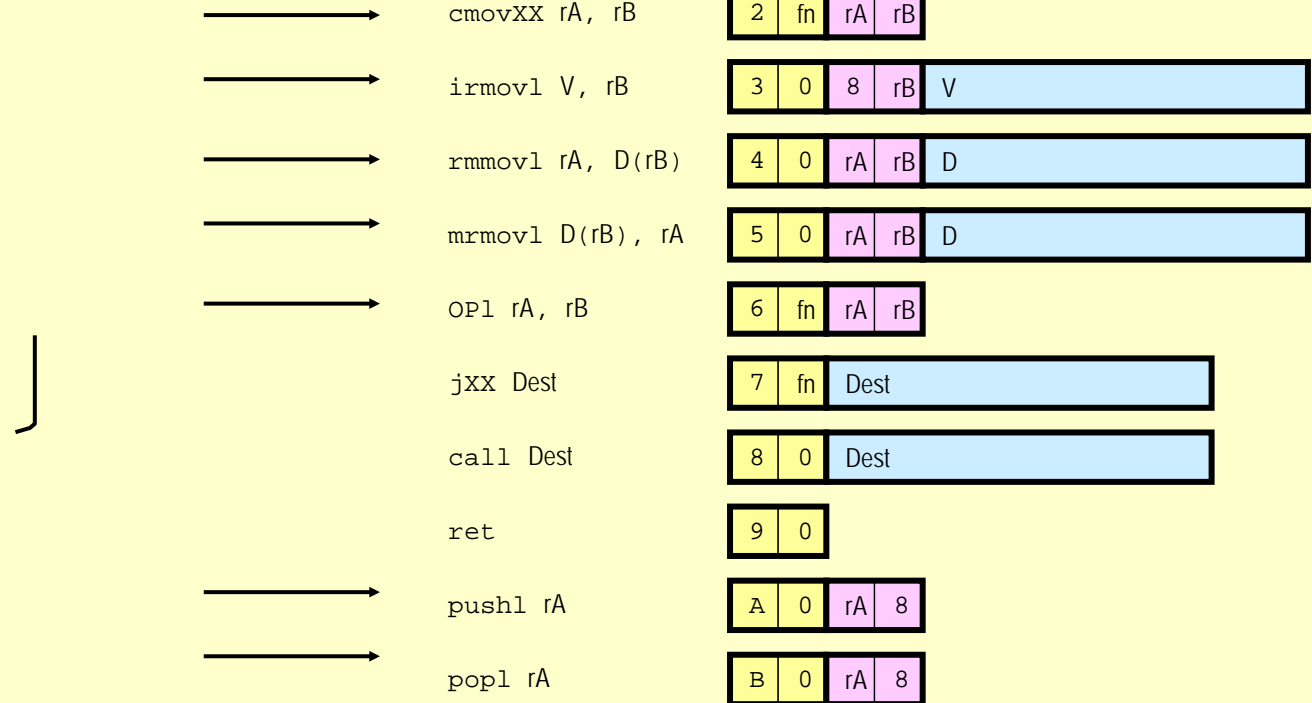 cmovXX rA, rB 2 fn rA rB
irmovl V, rB 3 0 8 rB V
rmmovl rA, D(rB) 4 0 rA rB D
mrmovl D(rB), rA 5 0 rA rB D
OPl rA, rB 6 fn rA rB
jXX Dest 7 fn Dest
call Dest 8 0 Dest
ret 9 0
pushl rA A 0 rA 8
popl rA B 0 rA 8